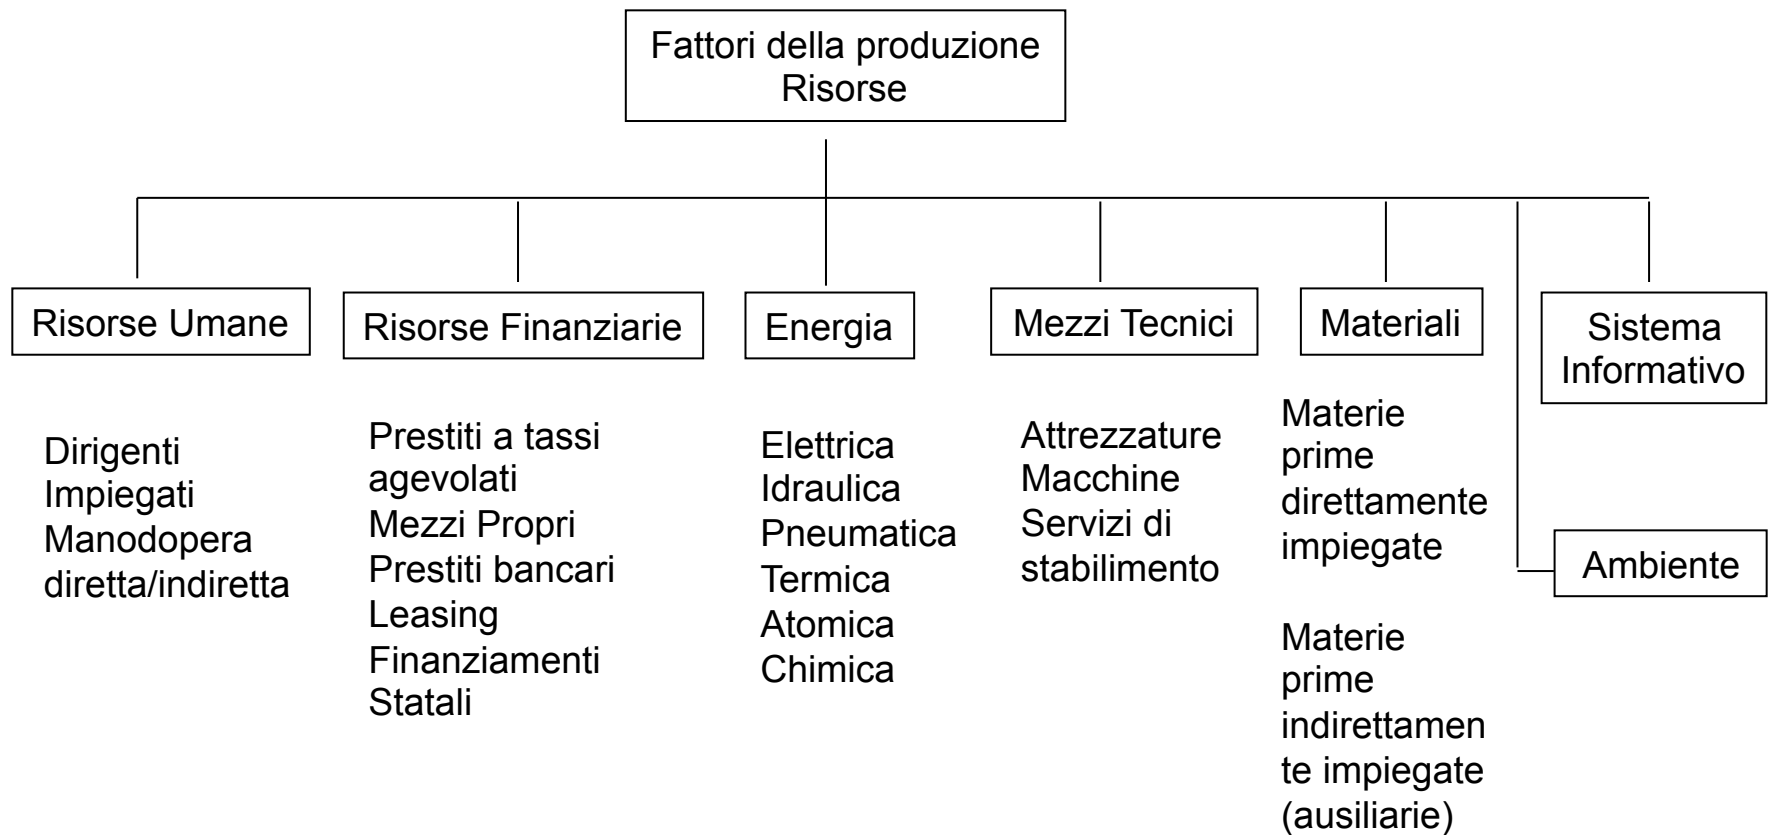 Fattori della produzione
Risorse
Risorse Umane
Risorse Finanziarie
Energia
Mezzi Tecnici
Materiali
Sistema
Informativo
Dirigenti
Impiegati
Manodopera
diretta/indiretta
Prestiti a tassi
agevolati
Mezzi Propri
Prestiti bancari
Leasing
Finanziamenti
Statali
Elettrica
Idraulica
Pneumatica
Termica
Atomica
Chimica
Attrezzature
Macchine
Servizi di
stabilimento
Materie
prime
direttamente
impiegate
Materie
prime
indirettamen
te impiegate
(ausiliarie)
Ambiente